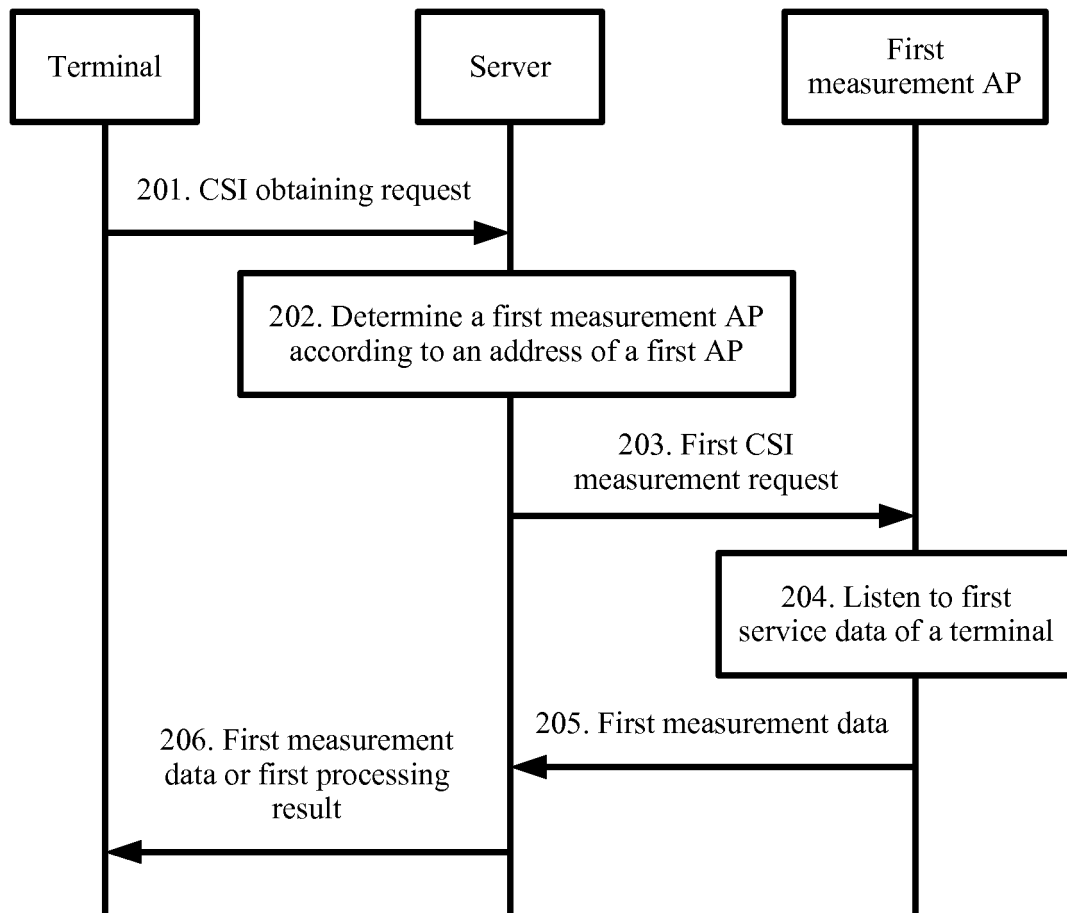 Terminal
Server
First
measurement AP
201. CSI obtaining request
202. Determine a first measurement AP
according to an address of a first AP
203. First CSI
measurement request
204. Listen to first
service data of a terminal
205. First measurement data
206. First measurement
data or first processing
result